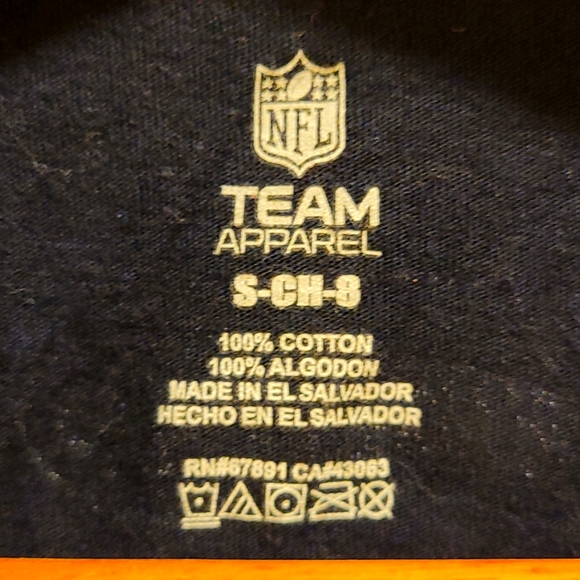 NFL
TEAM
APPAREL
S-CH-8
100% COTTON
100% ALGODON
MADE IN EL SALVADOR
HECHO EN EL SALVADOR
RN#67891 CA#43063